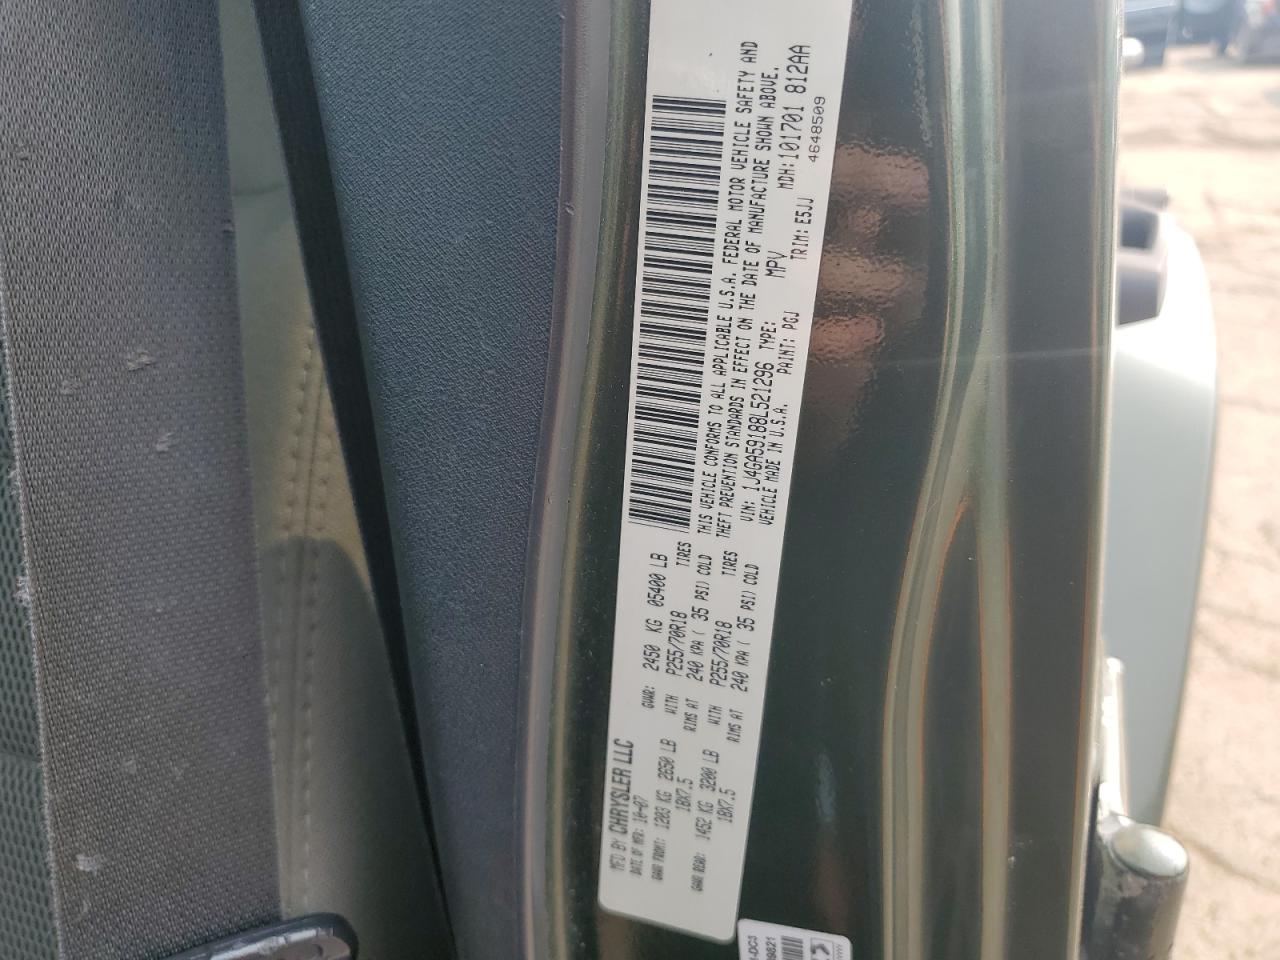 MFD BY CHRYSLER LLC
DATE OF MFR: 10-07 GVWR: 2450 KG 05400 LB
GAWR FRONT: 1203 KG 2650 LB WITH P255/70R18 TIRES
18X7.5 RIMS AT 240 KPA ( 35 PSI) COLD
GAWR REAR: 1452 KG 3200 LB WITH P255/70R18 TIRES
18X7.5 RIMS AT 240 KPA ( 35 PSI) COLD
THIS VEHICLE CONFORMS TO ALL APPLICABLE U.S.A. FEDERAL MOTOR VEHICLE SAFETY AND
THEFT PREVENTION STANDARDS IN EFFECT ON THE DATE OF MANUFACTURE SHOWN ABOVE.
VIN: 1J4GA59188L521296 TYPE: MPV MDH: 101701 812AA
VEHICLE MADE IN U.S.A. PAINT: PGJ TRIM: E5JJ 4648509